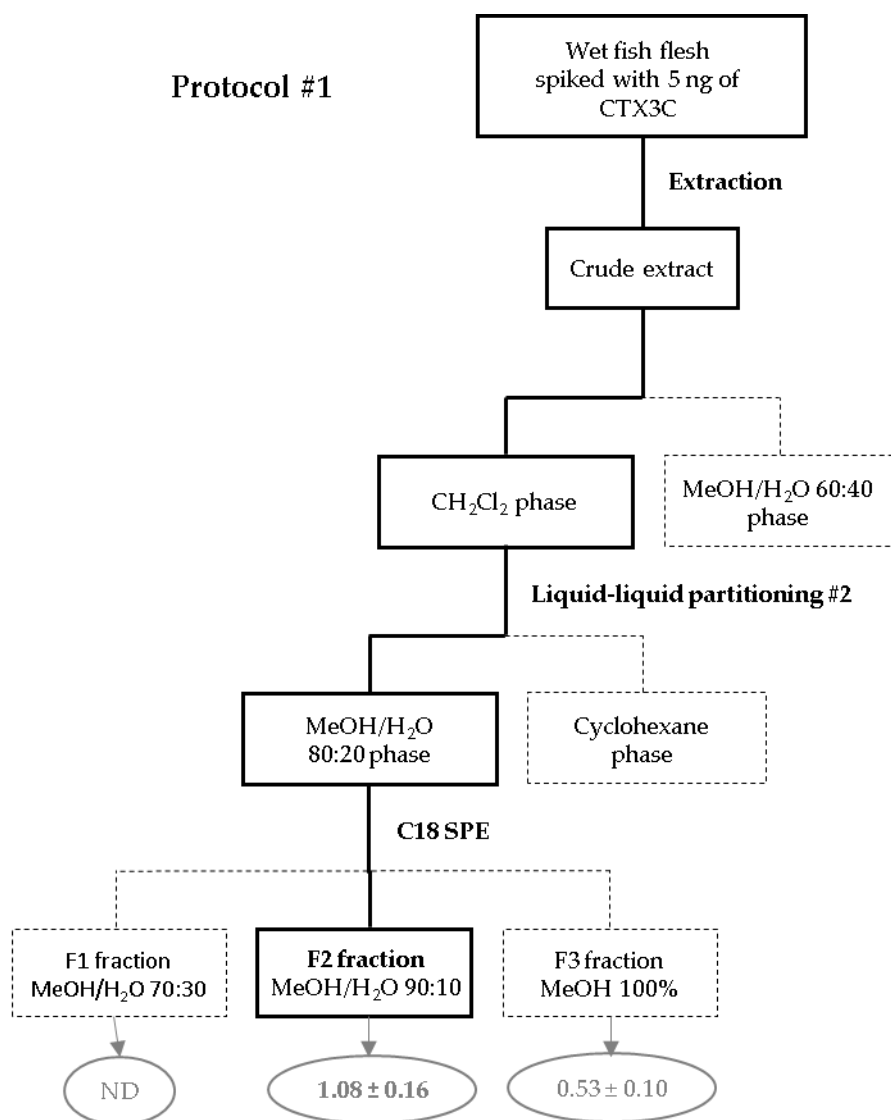 Protocol #1
Wet fish flesh
spiked with 5 ng of
CTX3C
Extraction
Crude extract
CH₂Cl₂ phase
MeOH/H₂O 60:40
phase
Liquid-liquid partitioning #2
MeOH/H₂O
80:20 phase
Cyclohexane
phase
C18 SPE
F1 fraction
MeOH/H₂O 70:30
F2 fraction
MeOH/H₂O 90:10
F3 fraction
MeOH 100%
ND
1.08 ± 0.16
0.53 ± 0.10